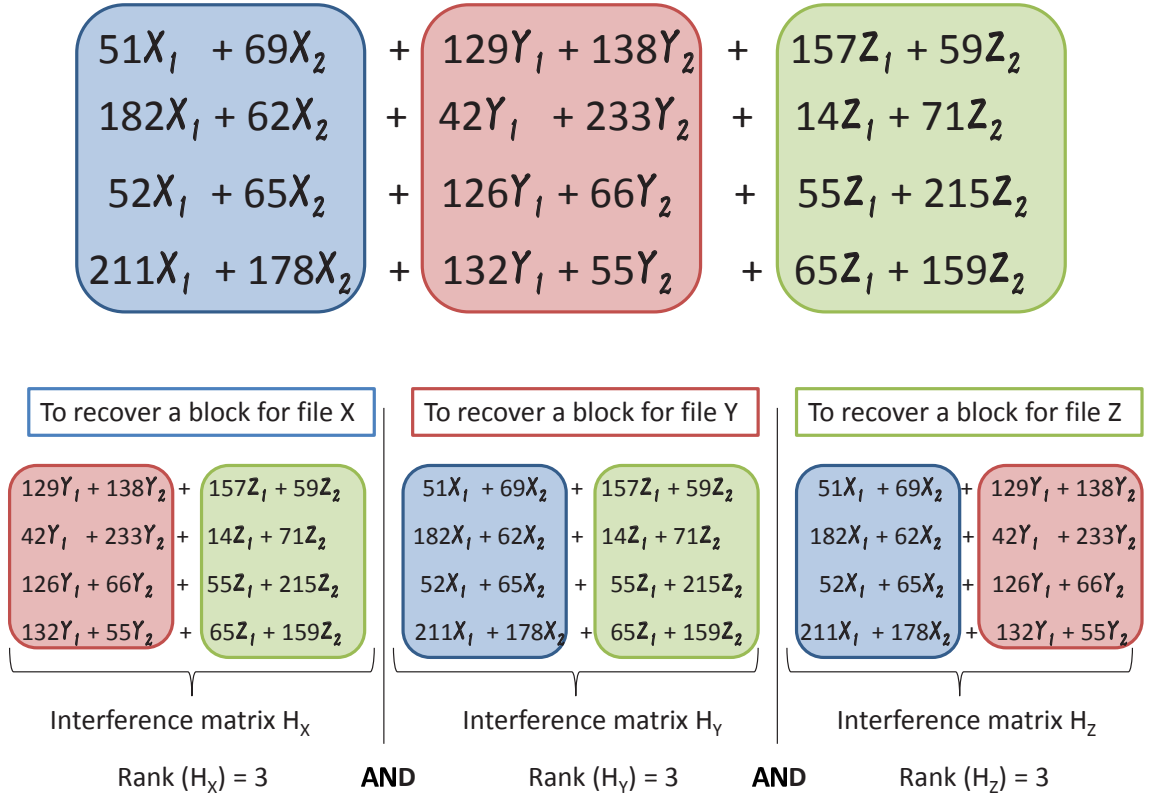 51X₁ + 69X₂ + 129Y₁ + 138Y₂ + 157Z₁ + 59Z₂
182X₁ + 62X₂ + 42Y₁ + 233Y₂ + 14Z₁ + 71Z₂
52X₁ + 65X₂ + 126Y₁ + 66Y₂ + 55Z₁ + 215Z₂
211X₁ + 178X₂ + 132Y₁ + 55Y₂ + 65Z₁ + 159Z₂
To recover a block for file X
129Y₁ + 138Y₂ + 157Z₁ + 59Z₂
42Y₁ + 233Y₂ + 14Z₁ + 71Z₂
126Y₁ + 66Y₂ + 55Z₁ + 215Z₂
132Y₁ + 55Y₂ + 65Z₁ + 159Z₂
Interference matrix Hₓ
Rank (Hₓ) = 3
AND
To recover a block for file Y
51X₁ + 69X₂ + 157Z₁ + 59Z₂
182X₁ + 62X₂ + 14Z₁ + 71Z₂
52X₁ + 65X₂ + 55Z₁ + 215Z₂
211X₁ + 178X₂ + 65Z₁ + 159Z₂
Interference matrix H_Y
Rank (H_Y) = 3
AND
To recover a block for file Z
51X₁ + 69X₂ + 129Y₁ + 138Y₂
182X₁ + 62X₂ + 42Y₁ + 233Y₂
52X₁ + 65X₂ + 126Y₁ + 66Y₂
211X₁ + 178X₂ + 132Y₁ + 55Y₂
Interference matrix H_Z
Rank (H_Z) = 3